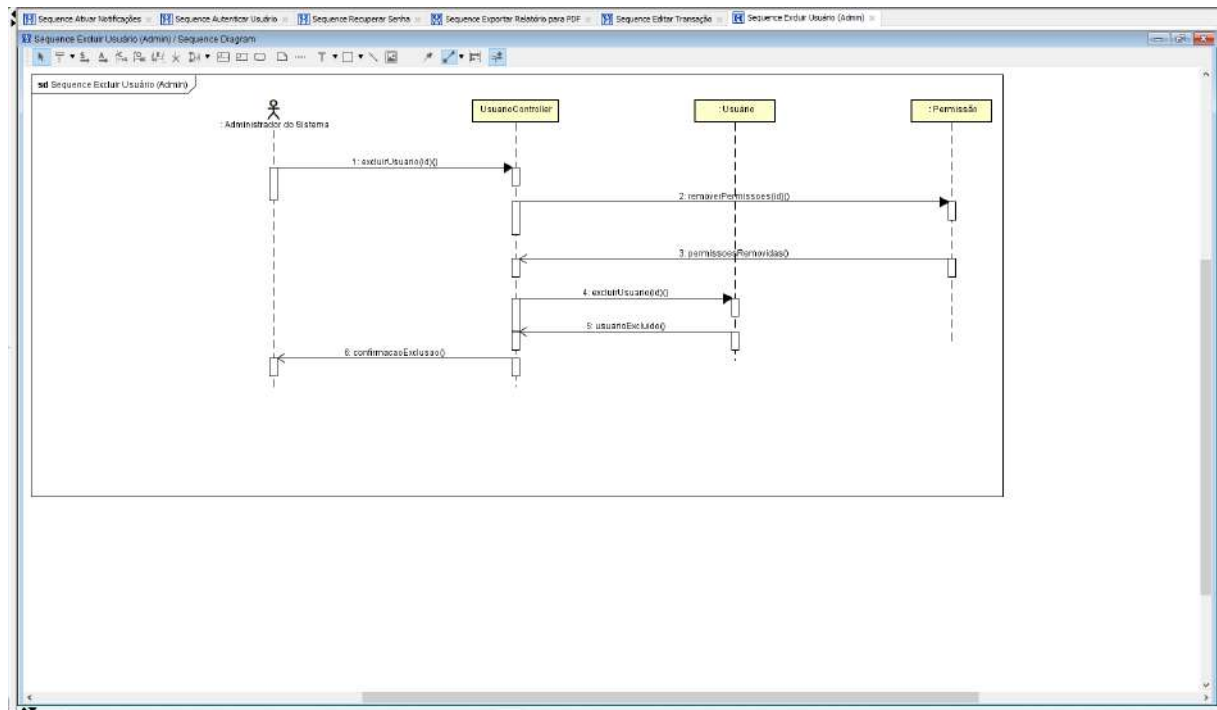 Sequence Ativar Notificações
Sequence Autenticar Usuário
Sequence Recuperar Senha
Sequence Exportar Relatório para PDF
Sequence Editar Transação
Sequence Excluir Usuário (Admin)
Sequence Excluir Usuário (Admin) / Sequence Diagram
sd Sequence Excluir Usuário (Admin)
: Administrador do Sistema
UsuarioController
: Usuário
: Permissão
1: excluirUsuario(id)()
2: removerPermissoes(id)()
3: permissoesRemovidas()
4: excluirUsuario(id)()
5: usuarioExcluido()
6: confirmacaoExclusao()